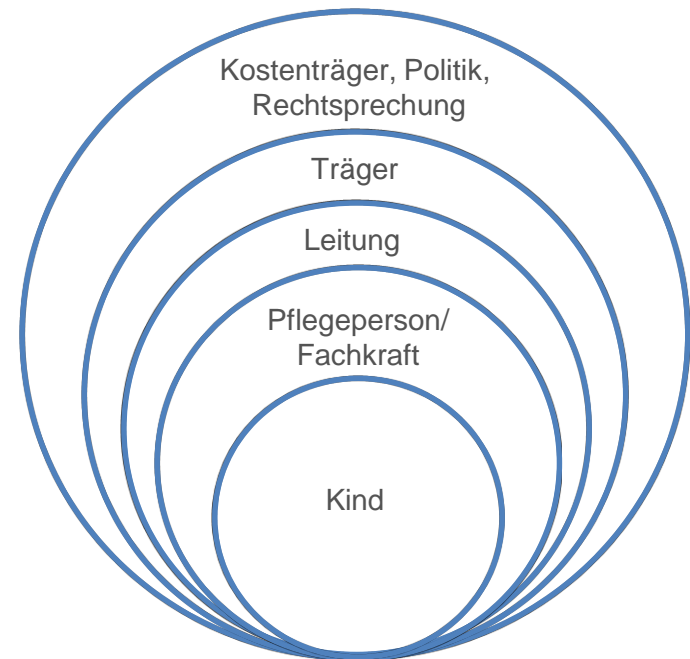 Kostenträger, Politik,
Rechtsprechung
Träger
Leitung
Pflegeperson/
Fachkraft
Kind